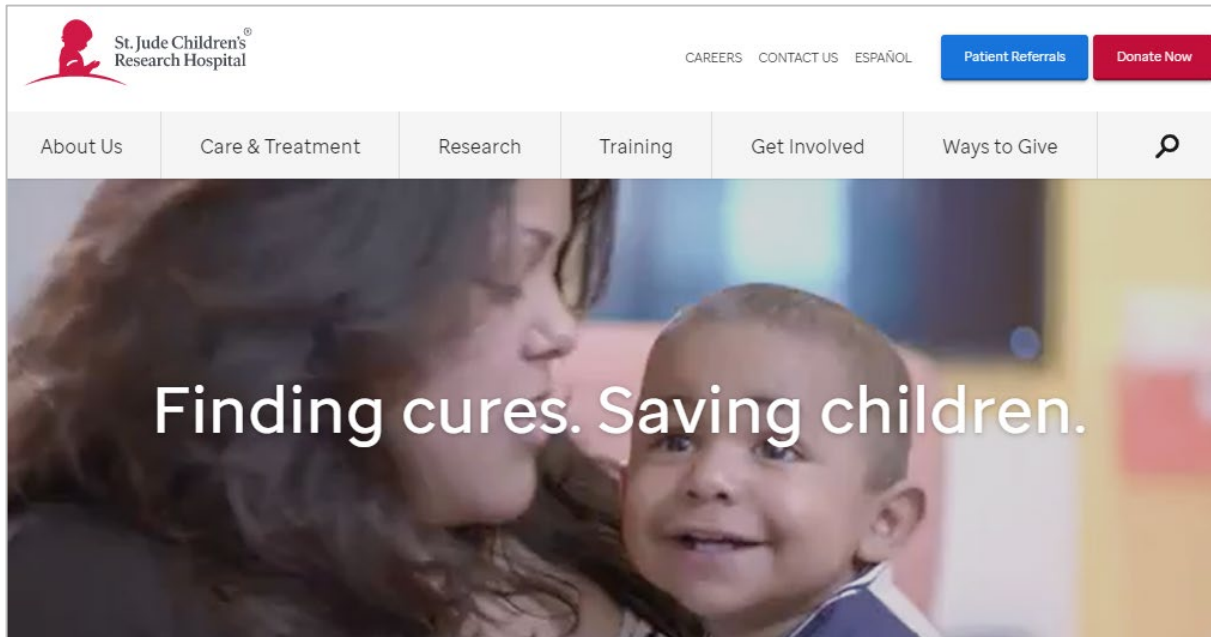 St. Jude Children's®
Research Hospital
CAREERS CONTACT US ESPAÑOL Patient Referrals Donate Now
About Us Care & Treatment Research Training Get Involved Ways to Give
Finding cures. Saving children.